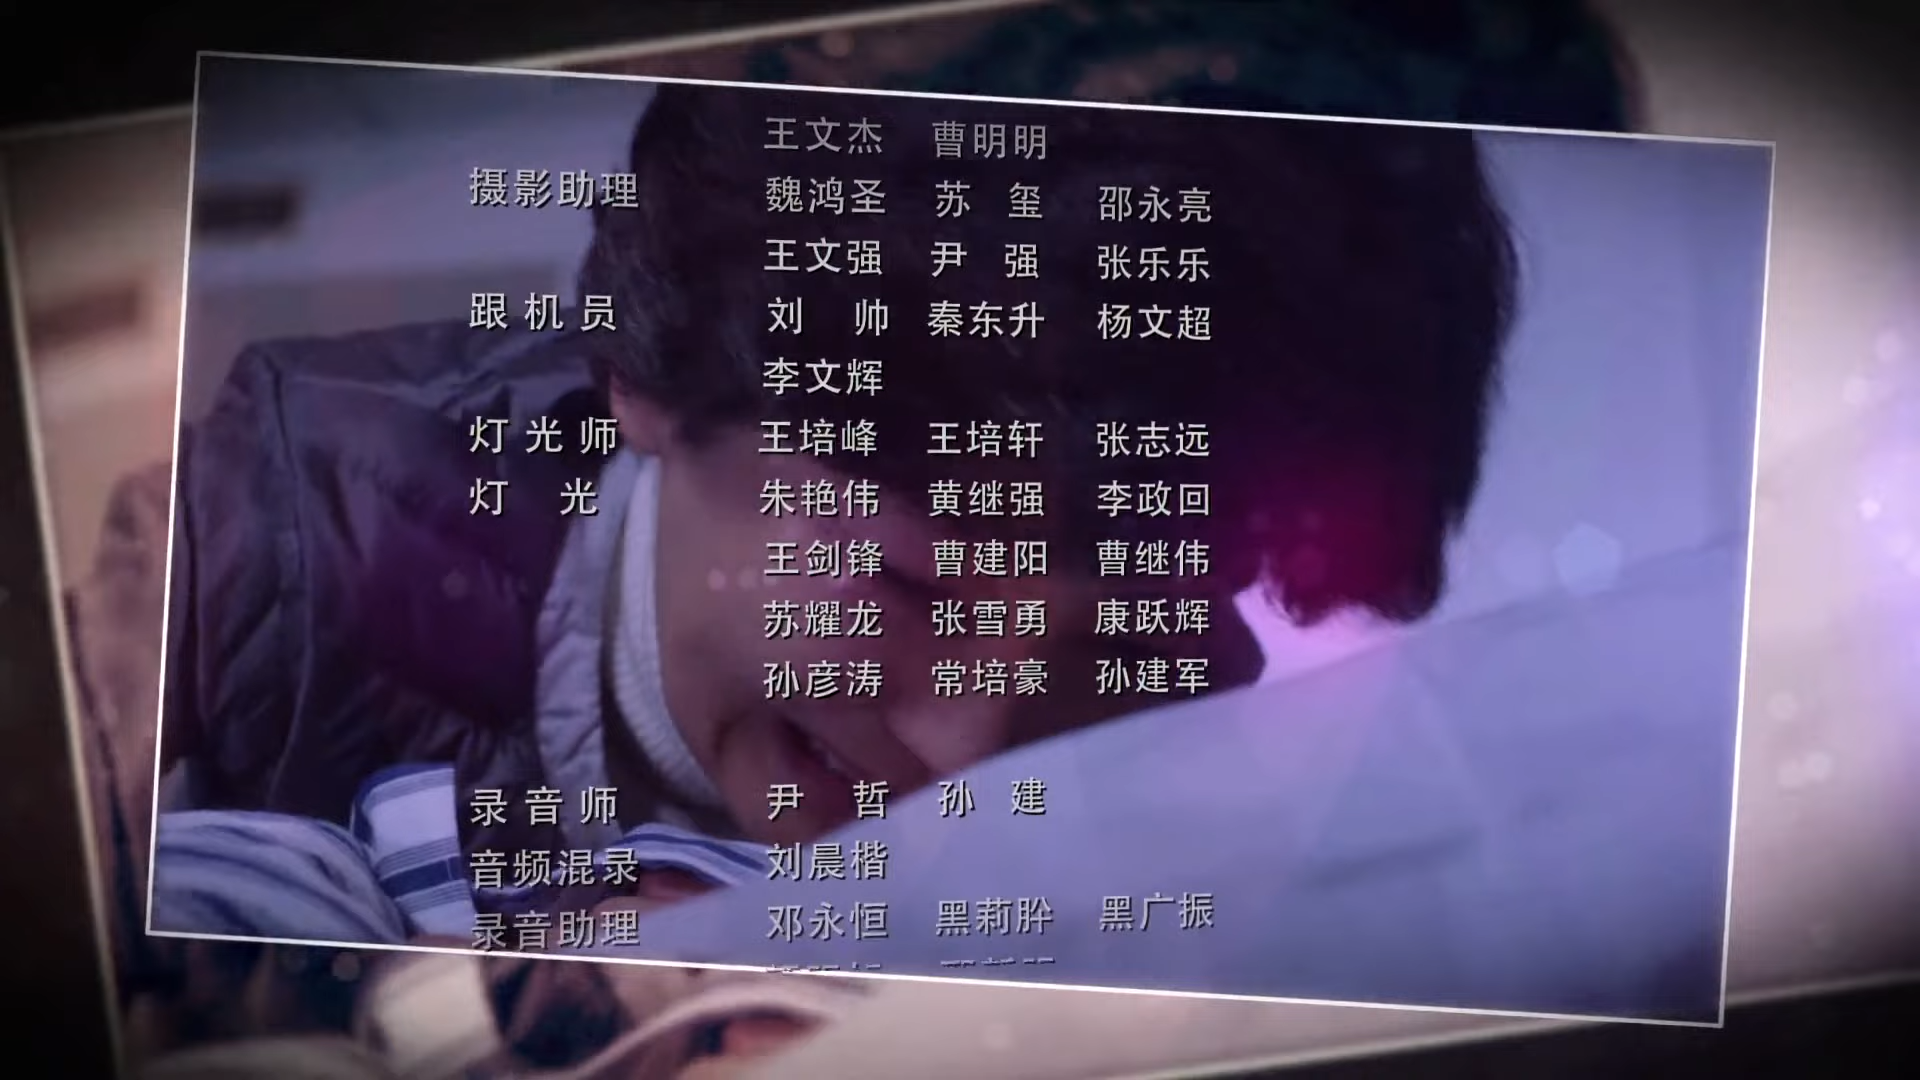 王文杰 曹明明
摄影助理 魏鸿圣 苏玺 邵永亮
王文强 尹强 张乐乐
跟机员 刘帅 秦东升 杨文超
李文辉
灯光师 王培峰 王培轩 张志远
灯光 朱艳伟 黄继强 李政回
王剑锋 曹建阳 曹继伟
苏耀龙 张雪勇 康跃辉
孙彦涛 常培豪 孙建军
录音师 尹哲 孙建
音频混录 刘晨楷
录音助理 邓永恒 黑莉肸 黑广振